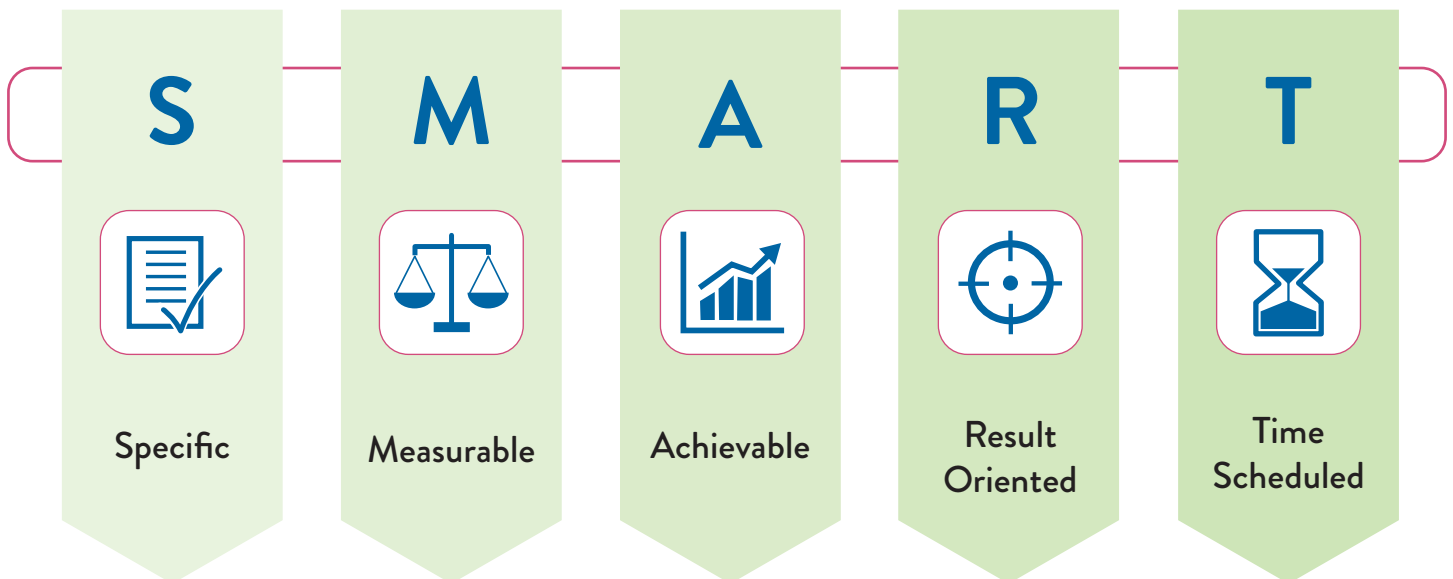 S M A R T
Specific
Measurable
Achievable
Result
Oriented
Time
Scheduled